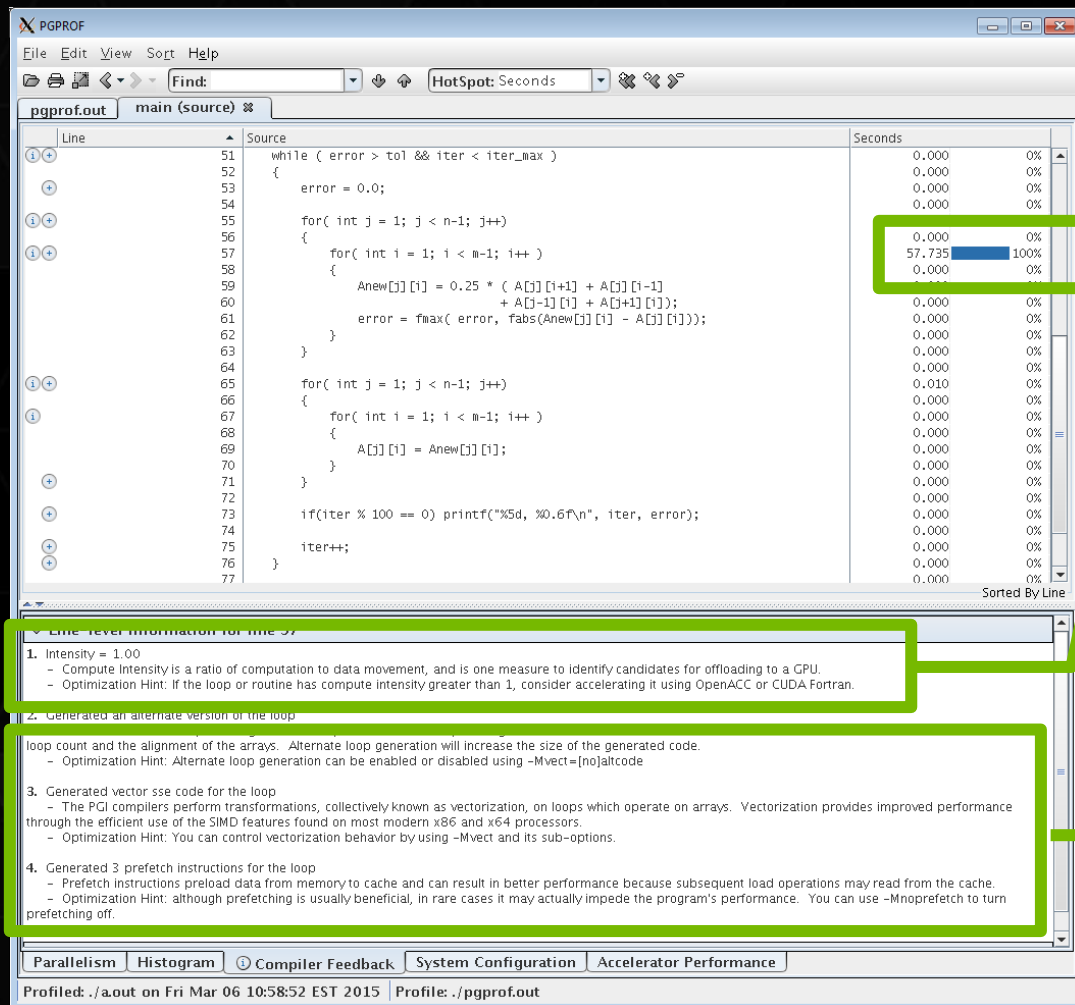 PGPROF
File Edit View Sort Help
Find: HotSpot: Seconds
pgprof.out main (source)
Line Source Seconds
51 while ( error > tol && iter < iter_max ) 0.000 0%
52 { 0.000 0%
53 error = 0.0; 0.000 0%
54 0.000 0%
55 for( int j = 1; j < n-1; j++)
56 { 0.000 0%
57 for( int i = 1; i < m-1; i++ ) 57.735 100%
58 { 0.000 0%
59 Anew[j][i] = 0.25 * ( A[j][i+1] + A[j][i-1]
60 + A[j-1][i] + A[j+1][i]); 0.000 0%
61 error = fmax( error, fabs(Anew[j][i] - A[j][i])); 0.000 0%
62 } 0.000 0%
63 } 0.000 0%
64 0.000 0%
65 for( int j = 1; j < n-1; j++) 0.010 0%
66 { 0.000 0%
67 for( int i = 1; i < m-1; i++ ) 0.000 0%
68 { 0.000 0%
69 A[j][i] = Anew[j][i]; 0.000 0%
70 } 0.000 0%
71 } 0.000 0%
72 0.000 0%
73 if(iter % 100 == 0) printf("%5d, %0.6f\n", iter, error); 0.000 0%
74 0.000 0%
75 iter++; 0.000 0%
76 } 0.000 0%
77 0.000 0%
Sorted By Line
Line-level information for line 57
1. Intensity = 1.00
- Compute Intensity is a ratio of computation to data movement, and is one measure to identify candidates for offloading to a GPU.
- Optimization Hint: If the loop or routine has compute intensity greater than 1, consider accelerating it using OpenACC or CUDA Fortran.
2. Generated an alternate version of the loop
loop count and the alignment of the arrays. Alternate loop generation will increase the size of the generated code.
- Optimization Hint: Alternate loop generation can be enabled or disabled using -Mvect=[no]altcode
3. Generated vector sse code for the loop
- The PGI compilers perform transformations, collectively known as vectorization, on loops which operate on arrays. Vectorization provides improved performance
through the efficient use of the SIMD features found on most modern x86 and x64 processors.
- Optimization Hint: You can control vectorization behavior by using -Mvect and its sub-options.
4. Generated 3 prefetch instructions for the loop
- Prefetch instructions preload data from memory to cache and can result in better performance because subsequent load operations may read from the cache.
- Optimization Hint: although prefetching is usually beneficial, in rare cases it may actually impede the program's performance. You can use -Mnoprefetch to turn
prefetching off.
Parallelism Histogram Compiler Feedback System Configuration Accelerator Performance
Profiled: ./a.out on Fri Mar 06 10:58:52 EST 2015 Profile: ./pgprof.out